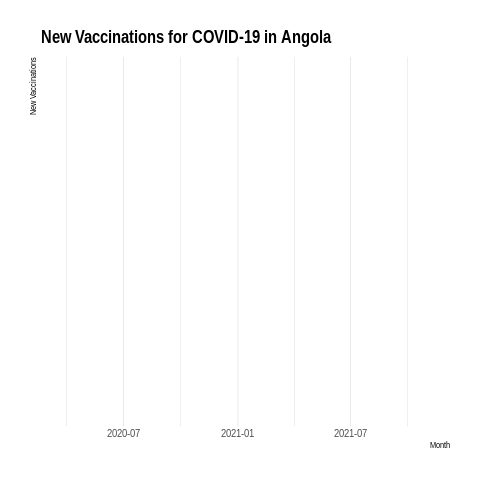 New Vaccinations for COVID-19 in Angola
New Vaccinations
2020-07
2021-01
2021-07
Month